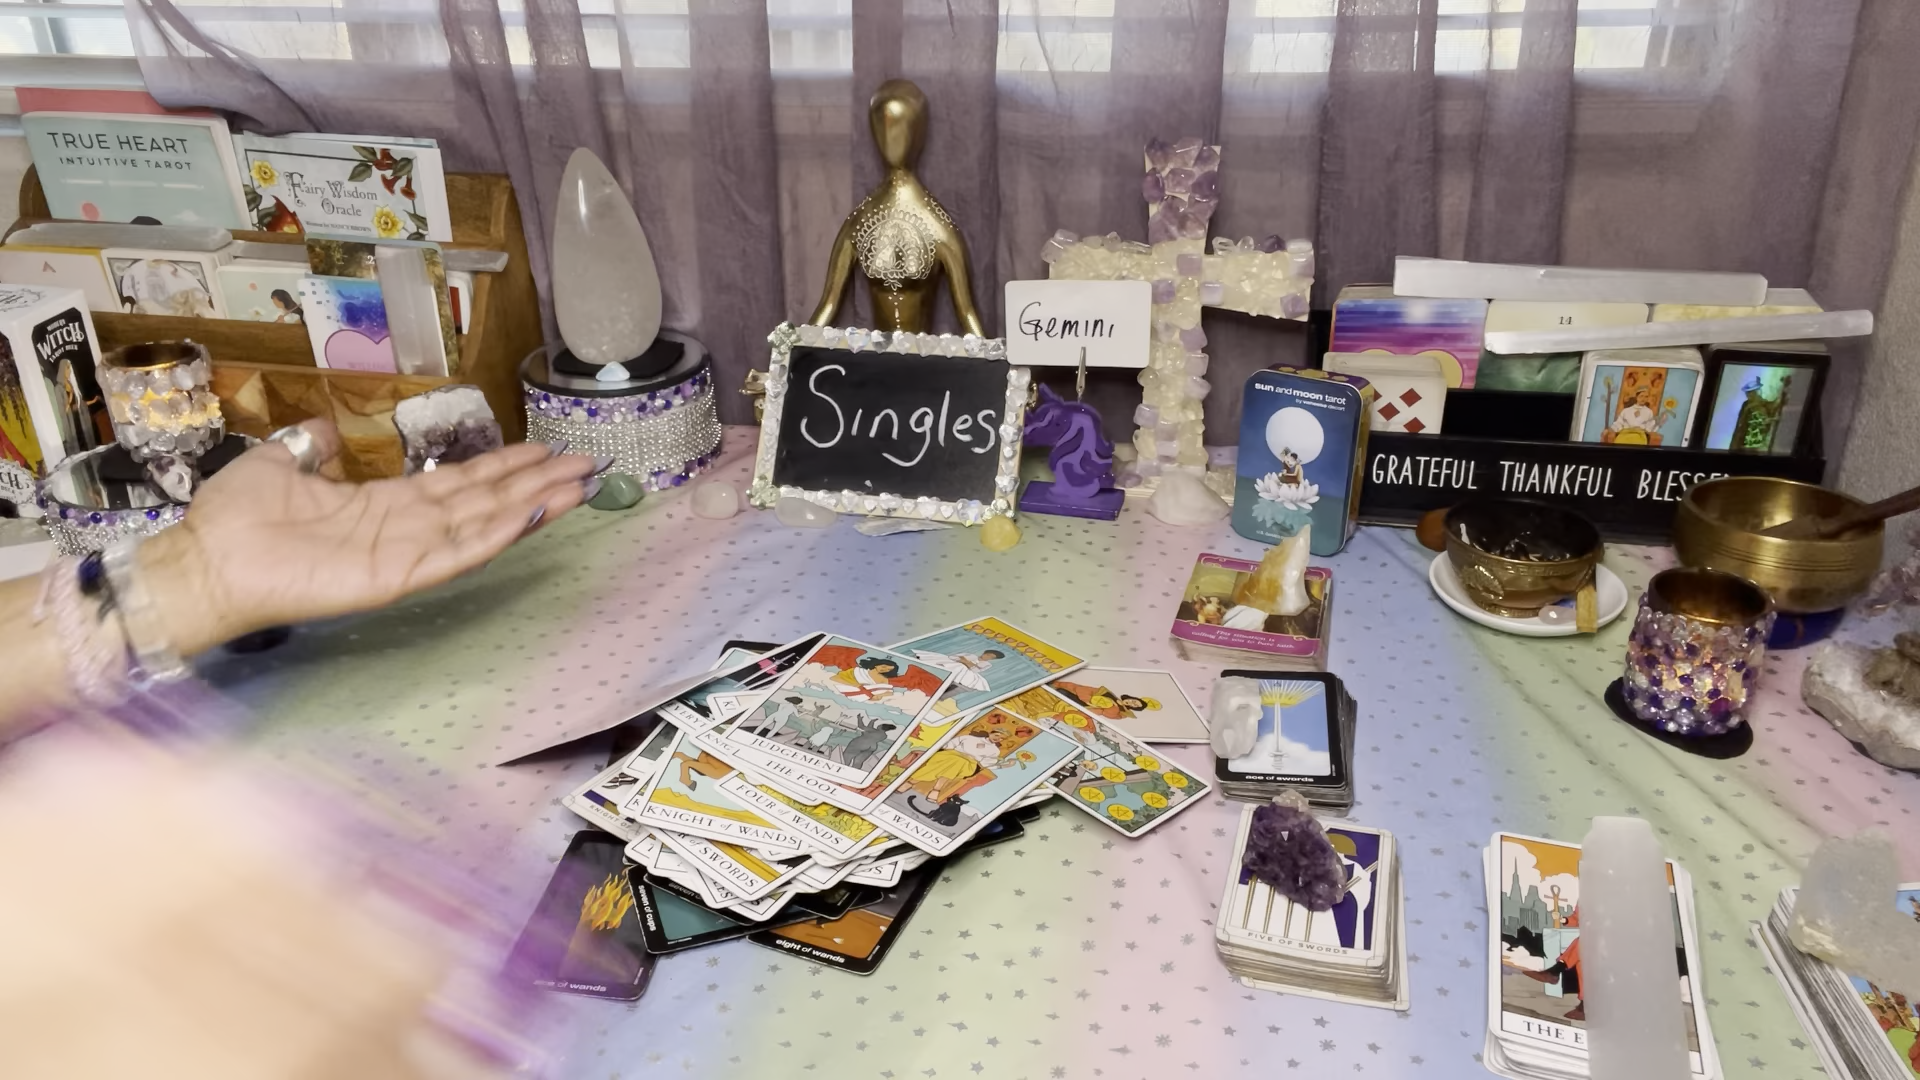 TRUE HEART
INTUITIVE TAROT
Fairy Wisdom
Oracle
WITCH
Gemini
Singles
sun and moon tarot
14
GRATEFUL THANKFUL BLESSE
JUDGEMENT
THE FOOL
FOUR of WANDS
KNIGHT of WANDS
of WANDS
of SWORDS
ace of swords
eight of wands
ace of wands
FIVE OF SWORDS
THE E